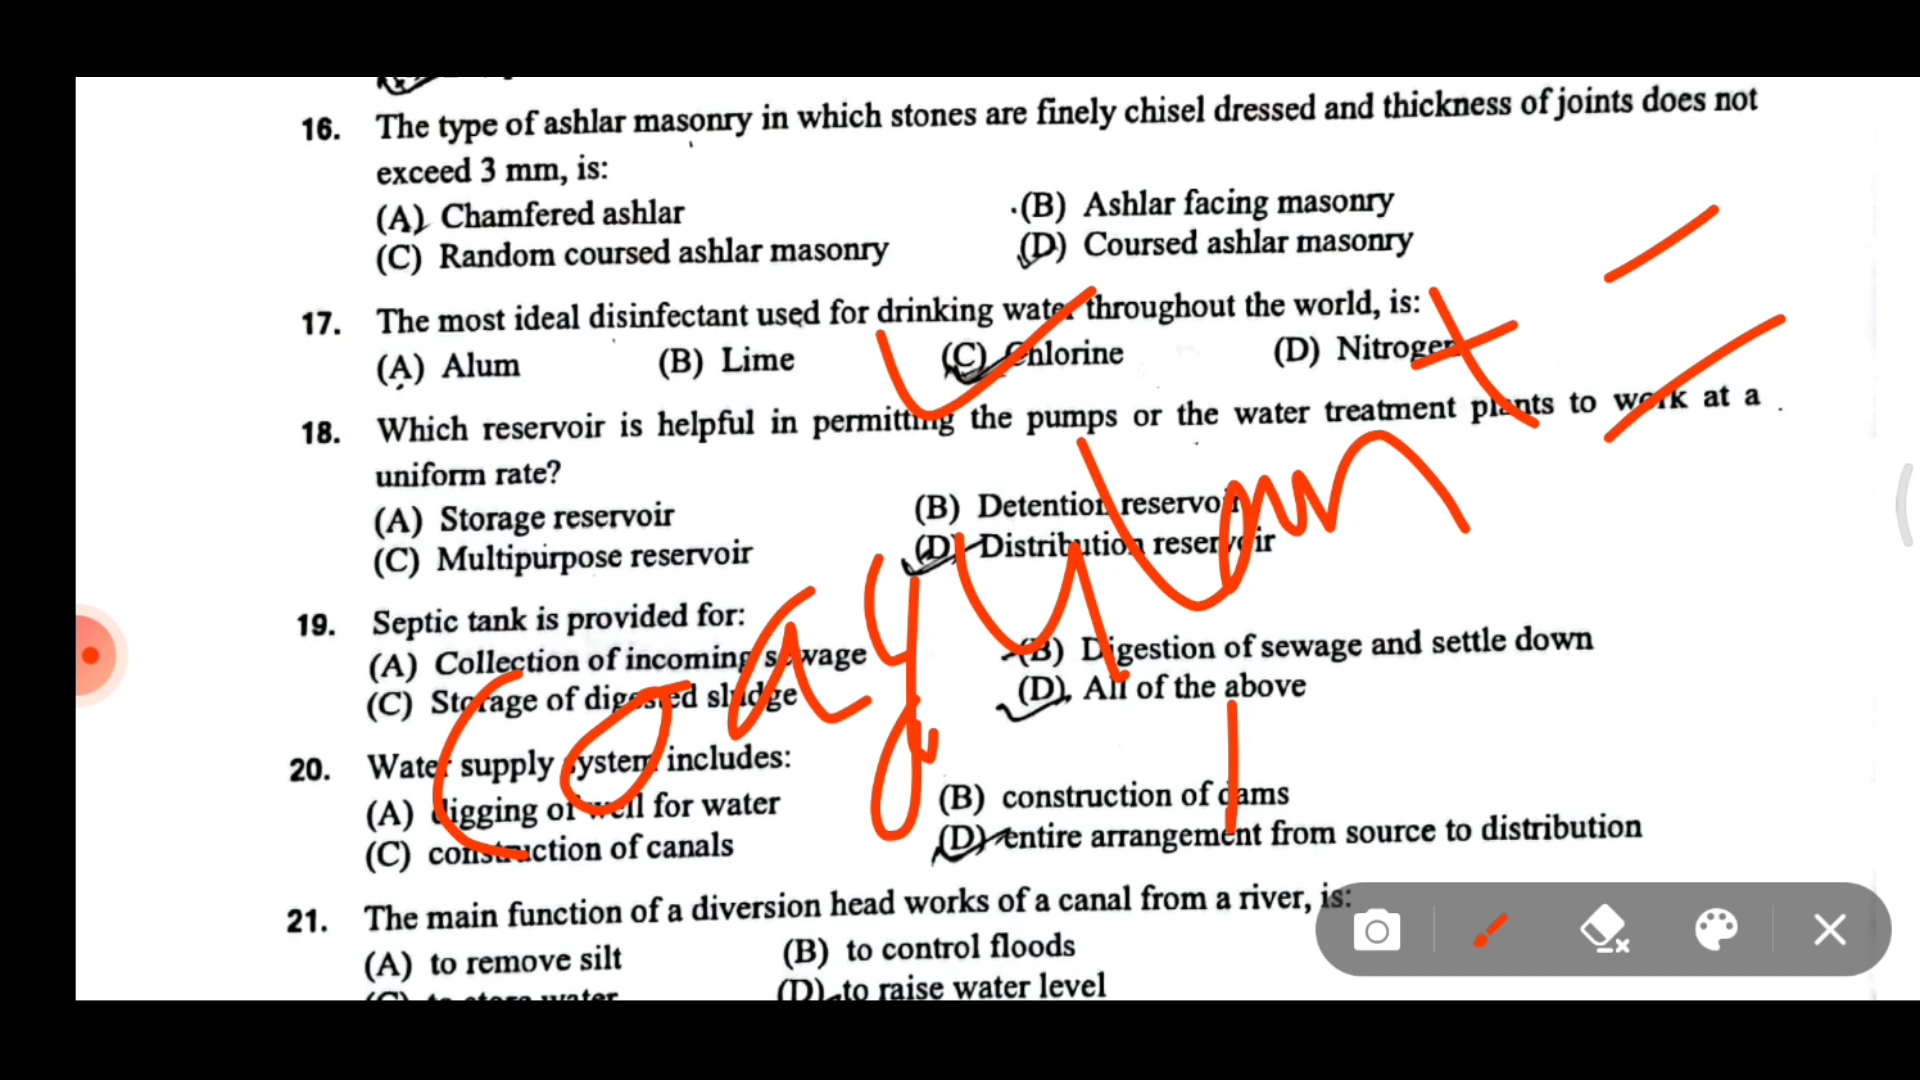 16. The type of ashlar masonry in which stones are finely chisel dressed and thickness of joints does not
exceed 3 mm, is:
(A) Chamfered ashlar (B) Ashlar facing masonry
(C) Random coursed ashlar masonry (D) Coursed ashlar masonry
17. The most ideal disinfectant used for drinking water throughout the world, is:
(A) Alum (B) Lime (C) Chlorine (D) Nitrogen
18. Which reservoir is helpful in permitting the pumps or the water treatment plants to work at a
uniform rate?
(A) Storage reservoir (B) Detention reservoir
(C) Multipurpose reservoir (D) Distribution reservoir
19. Septic tank is provided for:
(A) Collection of incoming sewage (B) Digestion of sewage and settle down
(C) Storage of digested sludge (D) All of the above
20. Water supply system includes:
(A) digging of well for water (B) construction of dams
(C) construction of canals (D) entire arrangement from source to distribution
21. The main function of a diversion head works of a canal from a river, is:
(A) to remove silt (B) to control floods
(C) to store water (D) to raise water level